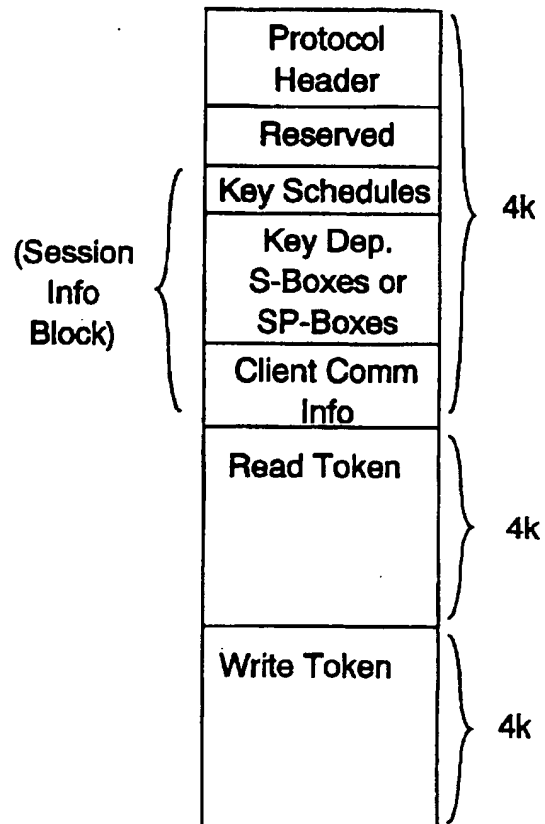 Protocol
Header
Reserved
Key Schedules
4k
Key Dep.
S-Boxes or
SP-Boxes
(Session
Info
Block)
Client Comm
Info
Read Token
4k
Write Token
4k